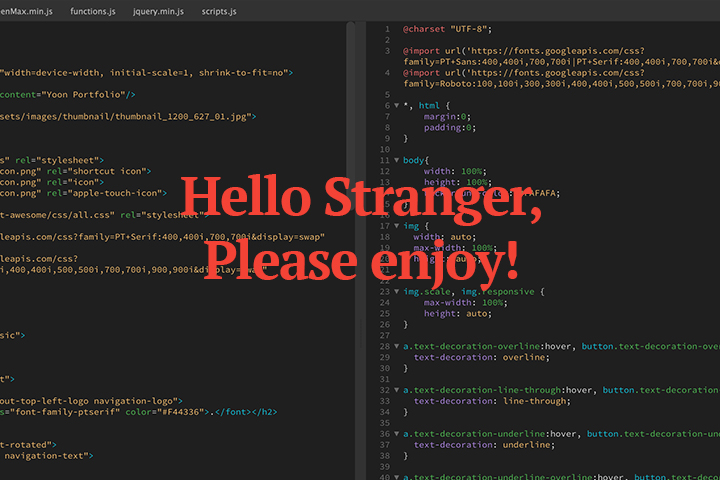 enMax.min.js functions.js jquery.min.js scripts.js
"width=device-width, initial-scale=1, shrink-to-fit=no">
content="Yoon Portfolio"/>
sets/images/thumbnail/thumbnail_1200_627_01.jpg">
s" rel="stylesheet">
con.png" rel="shortcut icon">
con.png" rel="icon">
con.png" rel="apple-touch-icon">
t-awesome/css/all.css" rel="stylesheet">
leapis.com/css?family=PT+Serif:400,400i,700,700i&display=swap"
leapis.com/css?
i,400,400i,500,500i,700,700i,900,900i&display=swap"
sic">
t">
out-top-left-logo navigation-logo">
s="font-family-ptserif" color="#F44336">.</font></h2>
t-rotated">
navigation-text">
Hello Stranger,
Please enjoy!
1 @charset "UTF-8";
2
3 @import url('https://fonts.googleapis.com/css?
family=PT+Sans:400,400i,700,700i|PT+Serif:400,400i,700,700i&
4 @import url('https://fonts.googleapis.com/css?
family=Roboto:100,100i,300,300i,400,400i,500,500i,700,700i,9
5
6 *, html {
7 margin:0;
8 padding:0;
9 }
10
11 body{
12 width: 100%;
13 height: 100%;
FAFAFA;
16
17 img {
18 width: auto;
19 max-width: 100%;
20 auto;
21
22
23 img.scale, img.responsive {
24 max-width: 100%;
25 height: auto;
26 }
27
28 a.text-decoration-overline:hover, button.text-decoration-ove
29 text-decoration: overline;
30 }
31
32 a.text-decoration-line-through:hover, button.text-decoration
33 text-decoration: line-through;
34 }
35
36 a.text-decoration-underline:hover, button.text-decoration-un
37 text-decoration: underline;
38 }
39
40 a.text-decoration-underline-overline:hover, button.text-dec